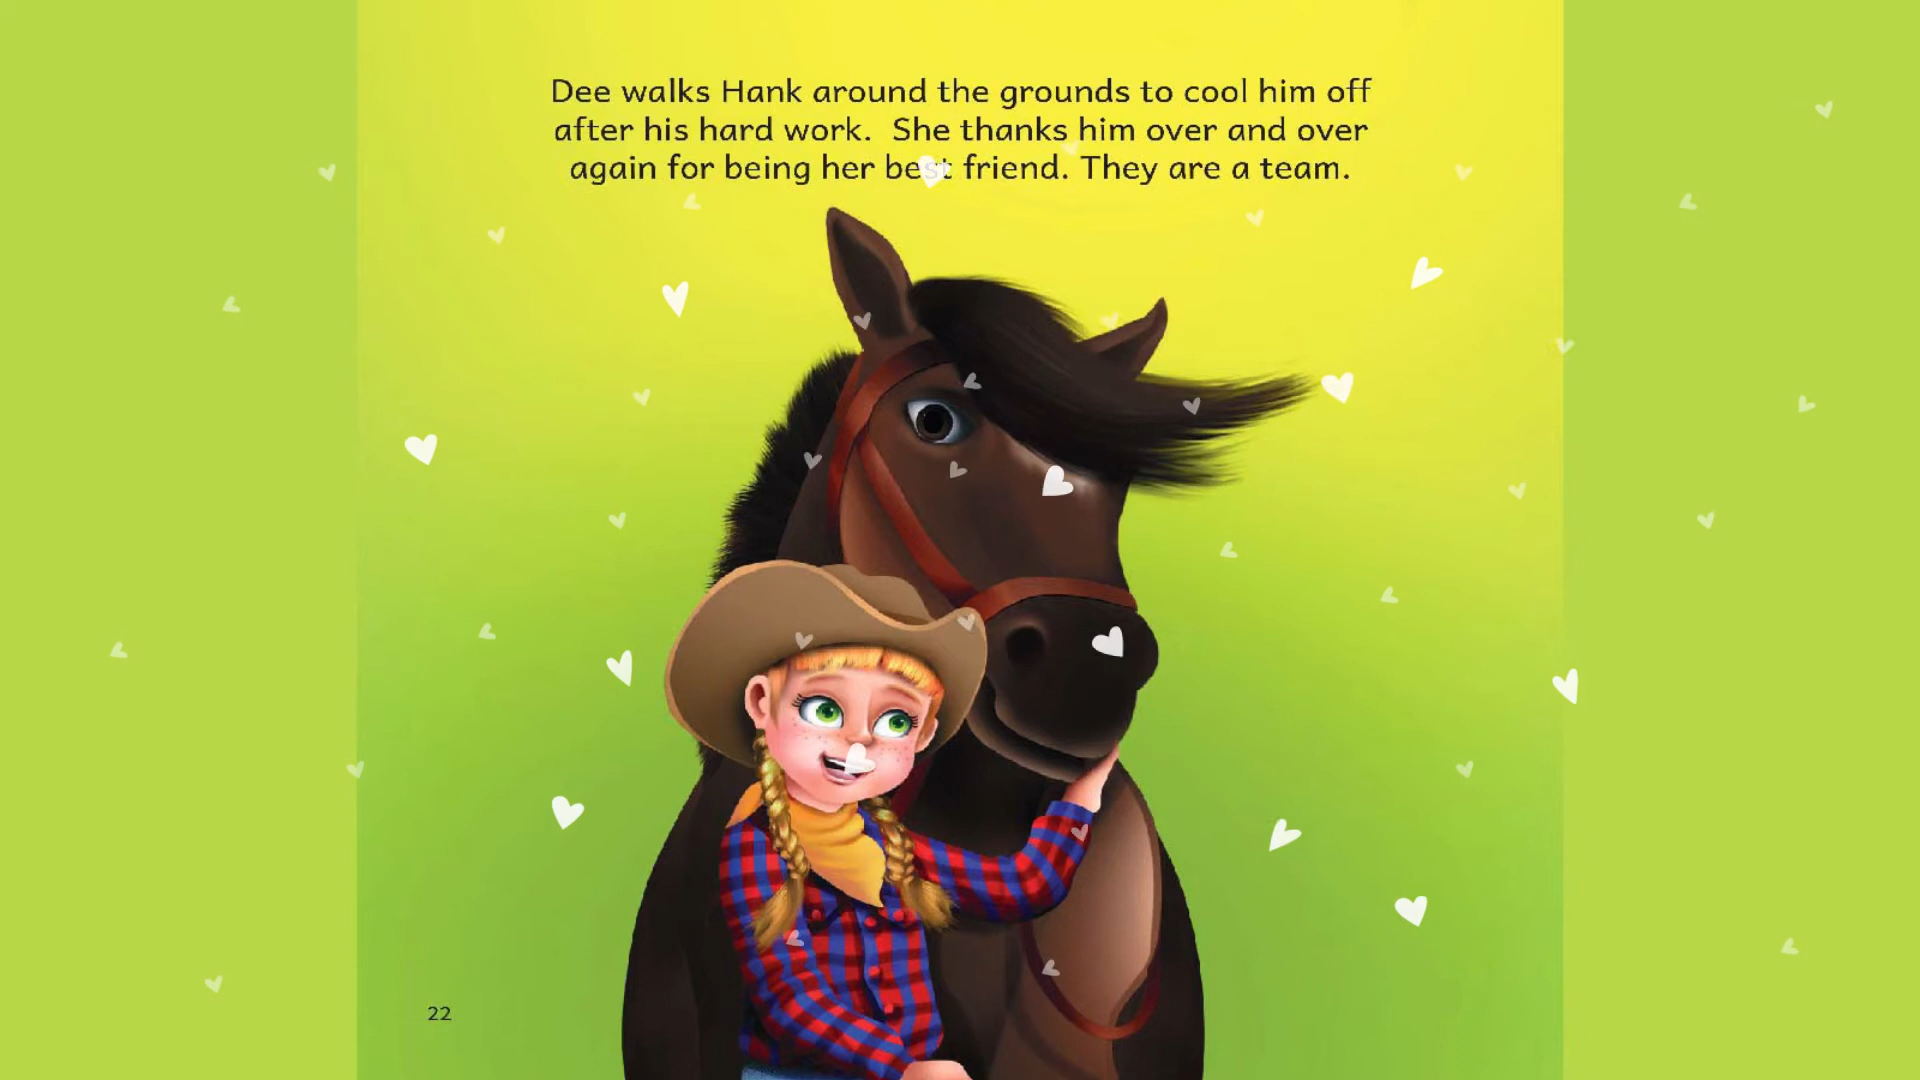 Dee walks Hank around the grounds to cool him off
after his hard work.  She thanks him over and over
again for being her best friend. They are a team.
22